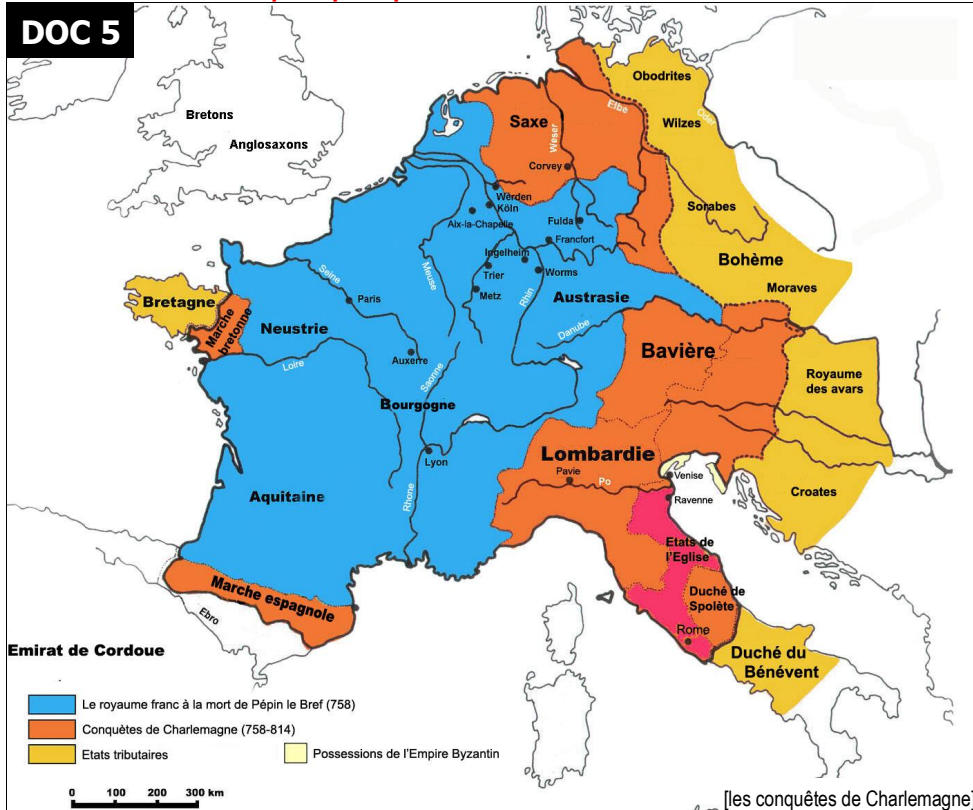 DOC 5
Obodrites
Oder
Wilzes
Elbe
Bretons
Anglosaxons
Saxe
Weser
Corvey
Werden
Köln
Aix-la-Chapelle
Fulda
Francfort
Ingelheim
Trier
Worms
Metz
Meuse
Rhin
Sorabes
Bohème
Moraves
Austrasie
Danube
Bretagne
Marche
bretonne
Seine
Paris
Neustrie
Loire
Auxerre
Saonne
Bourgogne
Bavière
Royaume
des avars
Lyon
Rhone
Lombardie
Pavie
Po
Venise
Ravenne
Croates
Aquitaine
Etats de
l'Eglise
Duché de
Spolète
Rome
Marche espagnole
Ebro
Emirat de Cordoue
Duché du
Bénévent
Le royaume franc à la mort de Pépin le Bref (758)
Conquêtes de Charlemagne (758-814)
Etats tributaires
Possessions de l'Empire Byzantin
0 100 200 300 km
[les conquêtes de Charlemagne]